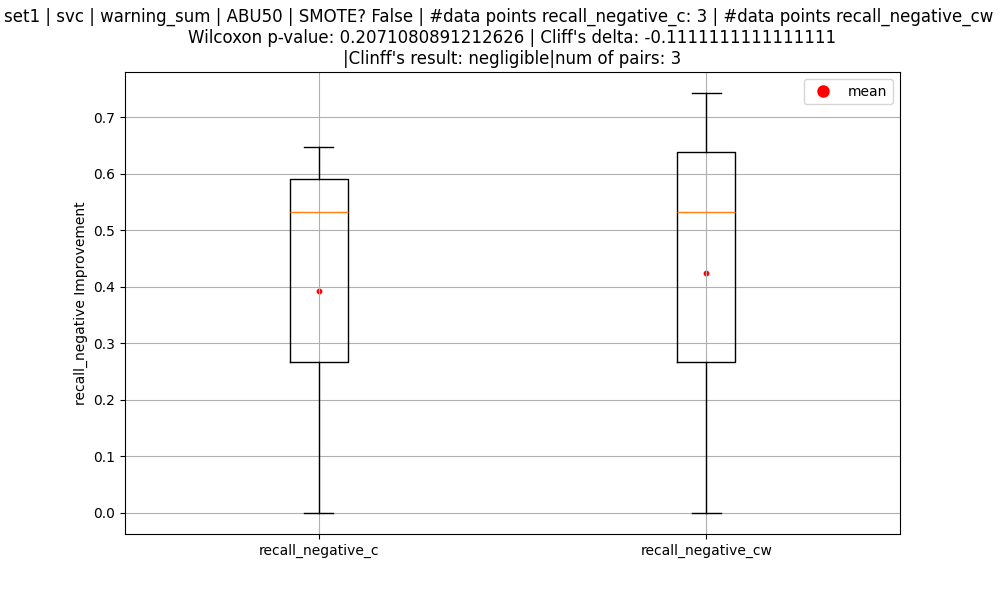 set1 | svc | warning_sum | ABU50 | SMOTE? False | #data points recall_negative_c: 3 | #data points recall_negative_cw
Wilcoxon p-value: 0.2071080891212626 | Cliff's delta: -0.1111111111111111
|Clinff's result: negligible|num of pairs: 3
mean
0.7
0.6
0.5
0.4
0.3
0.2
0.1
0.0
recall_negative Improvement
recall_negative_c
recall_negative_cw